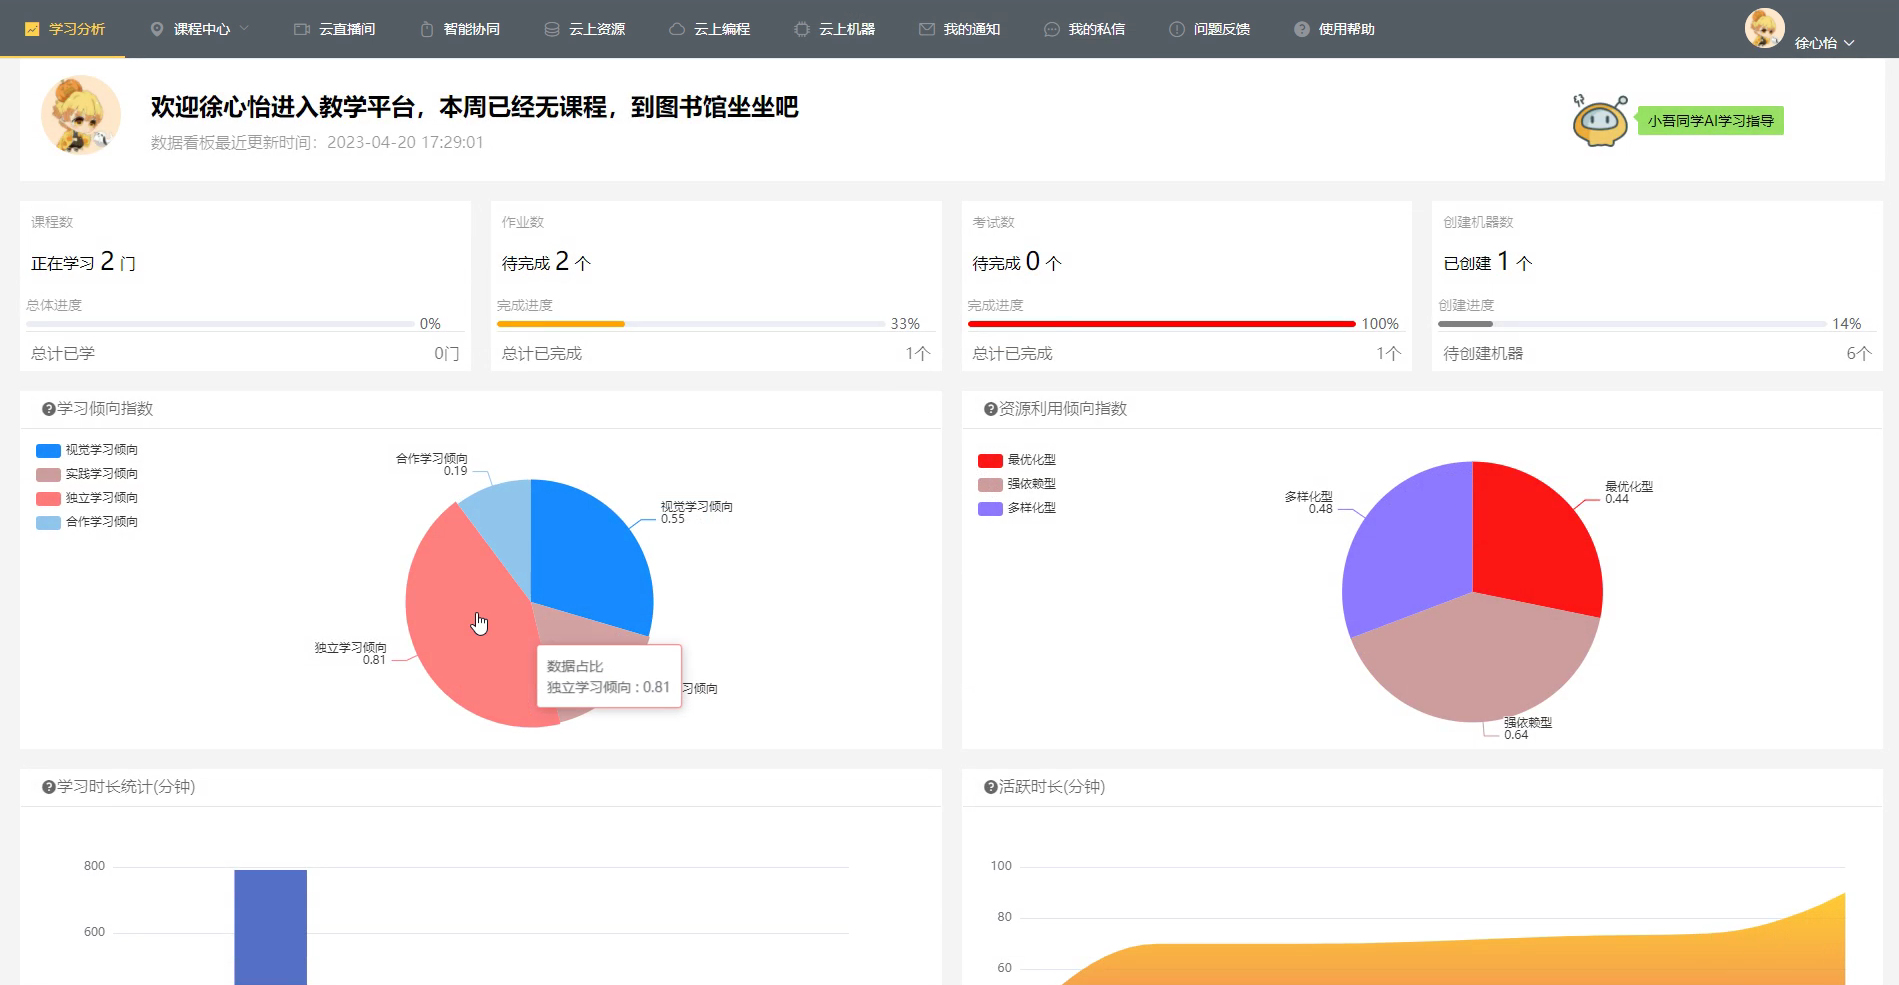 学习分析 课程中心 云直播间 智能协同 云上资源 云上编程 云上机器 我的通知 我的私信 问题反馈 使用帮助 徐心怡
欢迎徐心怡进入教学平台，本周已经无课程，到图书馆坐坐吧
数据看板最近更新时间：2023-04-20 17:29:01
小吾同学AI学习指导
课程数
正在学习 2 门
总体进度
0%
总计已学 0门
作业数
待完成 2 个
完成进度
33%
总计已完成 1个
考试数
待完成 0 个
完成进度
100%
总计已完成 1个
创建机器数
已创建 1 个
创建进度
14%
待创建机器 6个
学习倾向指数
视觉学习倾向
实践学习倾向
独立学习倾向
合作学习倾向
合作学习倾向
0.19
视觉学习倾向
0.55
独立学习倾向
0.81
数据占比
独立学习倾向 : 0.81
习倾向
资源利用倾向指数
最优化型
强依赖型
多样化型
多样化型
0.48
最优化型
0.44
强依赖型
0.64
学习时长统计(分钟)
800
600
活跃时长(分钟)
100
80
60